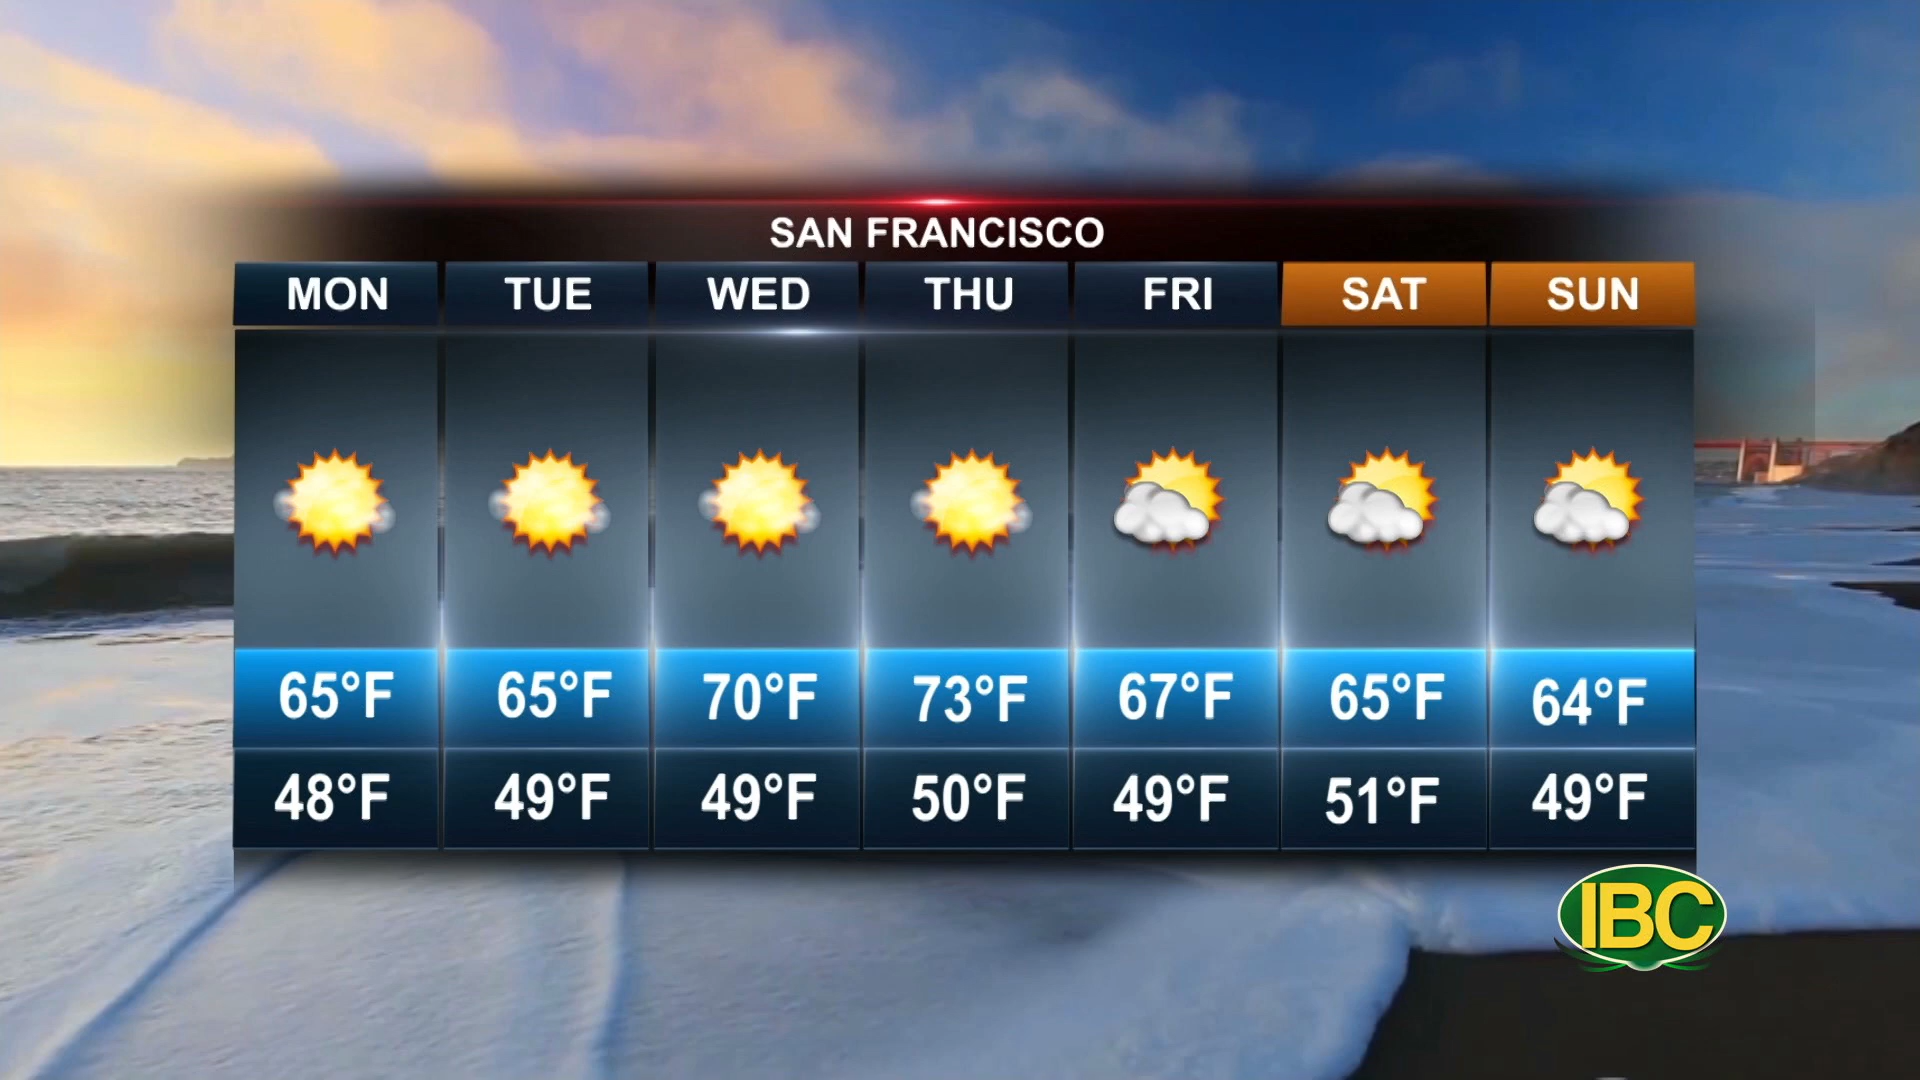 SAN FRANCISCO
MON TUE WED THU FRI SAT SUN
65°F 65°F 70°F 73°F 67°F 65°F 64°F
48°F 49°F 49°F 50°F 49°F 51°F 49°F
IBC